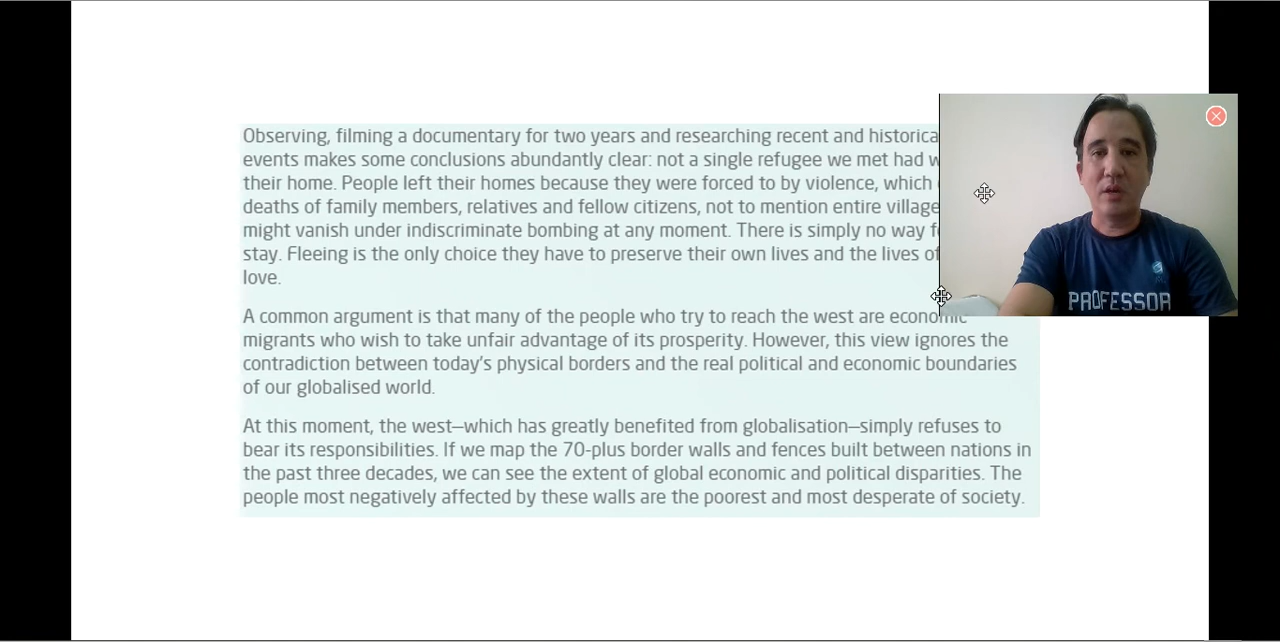 Observing, filming a documentary for two years and researching recent and
events makes some conclusions abundantly clear: not a single refugee we met had
their home. People left their homes because they were forced to by violence, which
deaths of family members, relatives and fellow citizens, not to mention entire
might vanish under indiscriminate bombing at any moment. There is simply no way
stay. Fleeing is the only choice they have to preserve their own lives and the lives
love.
A common argument is that many of the people who try to reach the west are economic
migrants who wish to take unfair advantage of its prosperity. However, this view ignores the
contradiction between today's physical borders and the real political and economic boundaries
of our globalised world.
At this moment, the west—which has greatly benefited from globalisation—simply refuses to
bear its responsibilities. If we map the 70-plus border walls and fences built between nations in
the past three decades, we can see the extent of global economic and political disparities. The
people most negatively affected by these walls are the poorest and most desperate of society.
PROFESSOR